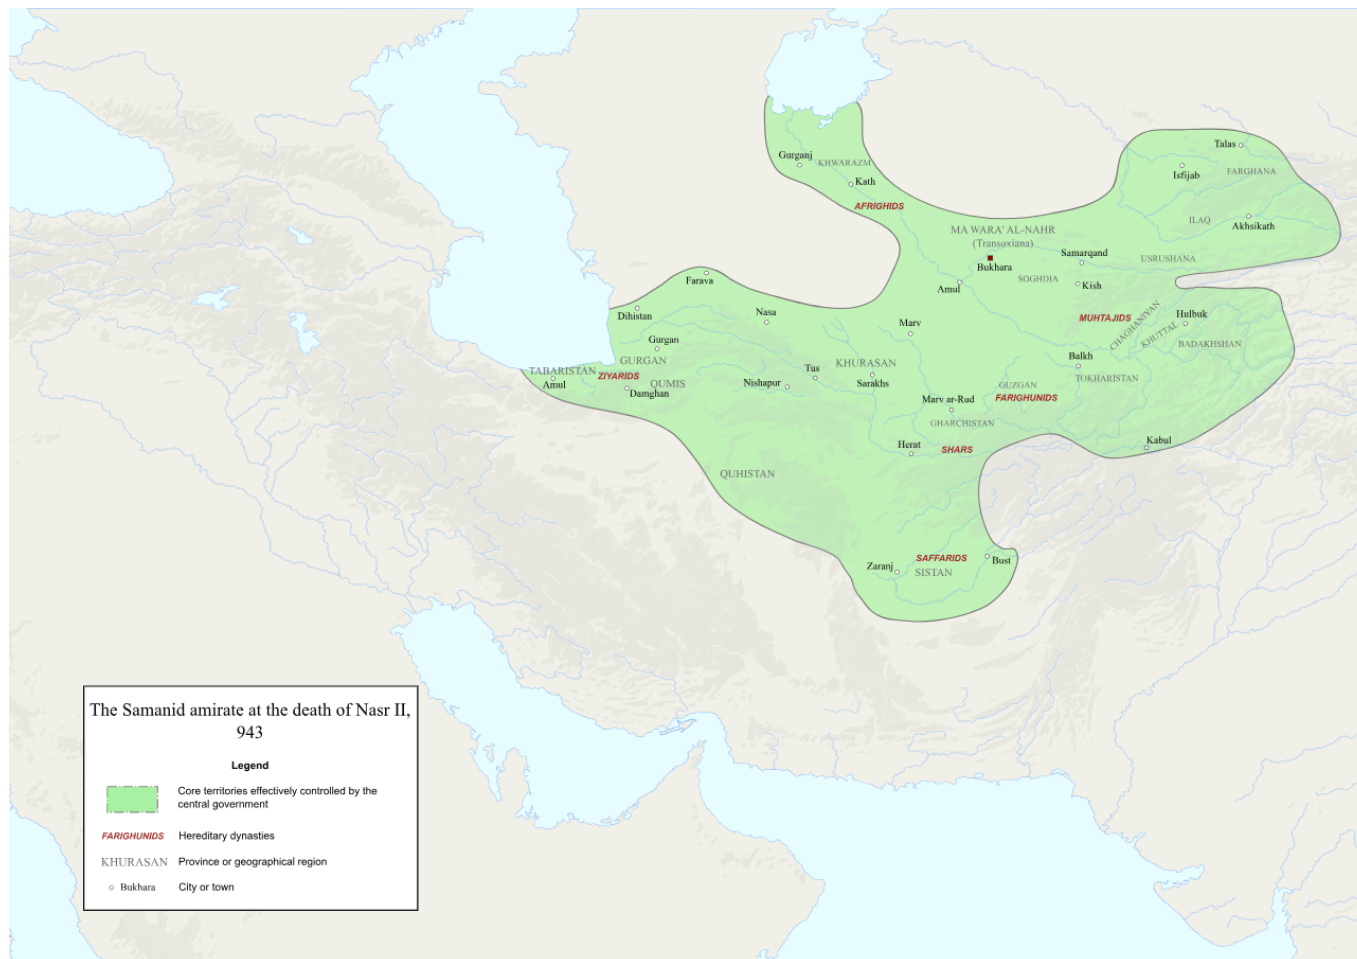 Talas
Isfijab
FARGHANA
Gurganj
KHWARAZM
Kath
AFRIGHIDS
ILAQ
Akhsikath
MA WARA' AL-NAHR
(Transoxiana)
Samarqand
USRUSHANA
Bukhara
SOGHDIA
Kish
Amul
Farava
Dihistan
Nasa
Marv
MUHTAJIDS
CHAGHANIYAN
KHUTTAL
Hulbuk
BADAKHSHAN
Gurgan
GURGAN
TABARISTAN
Amul
ZIYARIDS
QUMIS
Damghan
Nishapur
Tus
KHURASAN
Sarakhs
Balkh
TOKHARISTAN
GUZGAN
FARIGHUNIDS
Marv ar-Rud
GHARCHISTAN
Herat
SHARS
Kabul
QUHISTAN
SAFFARIDS
Zaranj
SISTAN
Bust
The Samanid amirate at the death of Nasr II,
943
Legend
Core territories effectively controlled by the
central government
FARIGHUNIDS Hereditary dynasties
KHURASAN Province or geographical region
Bukhara City or town